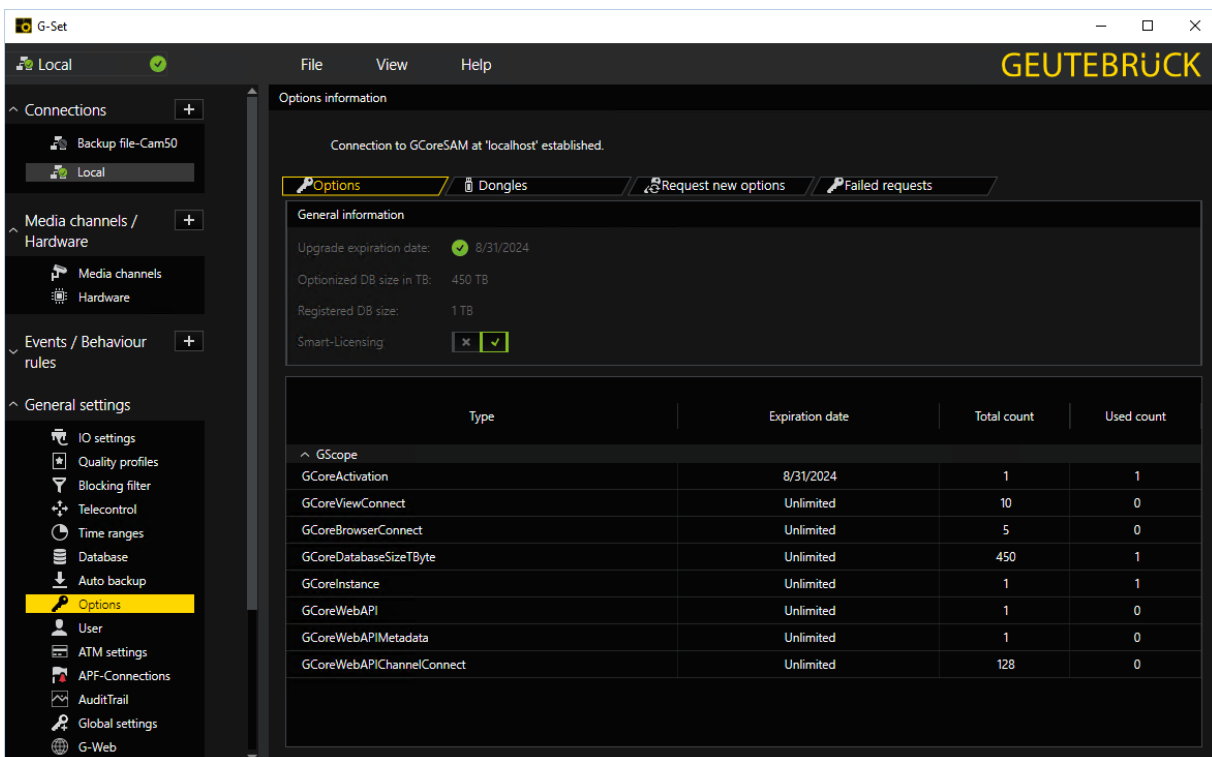 G-Set
Local
File View Help
GEUTEBRÜCK
Connections
Backup file-Cam50
Local
Media channels /
Hardware
Media channels
Hardware
Events / Behaviour
rules
General settings
IO settings
Quality profiles
Blocking filter
Telecontrol
Time ranges
Database
Auto backup
Options
User
ATM settings
APF-Connections
AuditTrail
Global settings
G-Web
Options information
Connection to GCoreSAM at 'localhost' established.
Options Dongles Request new options Failed requests
General information
Upgrade expiration date: 8/31/2024
Optionized DB size in TB: 450 TB
Registered DB size: 1 TB
Smart-Licensing
Type Expiration date Total count Used count
GScope
GCoreActivation 8/31/2024 1 1
GCoreViewConnect Unlimited 10 0
GCoreBrowserConnect Unlimited 5 0
GCoreDatabaseSizeTByte Unlimited 450 1
GCoreInstance Unlimited 1 1
GCoreWebAPI Unlimited 1 0
GCoreWebAPIMetadata Unlimited 1 0
GCoreWebAPIChannelConnect Unlimited 128 0